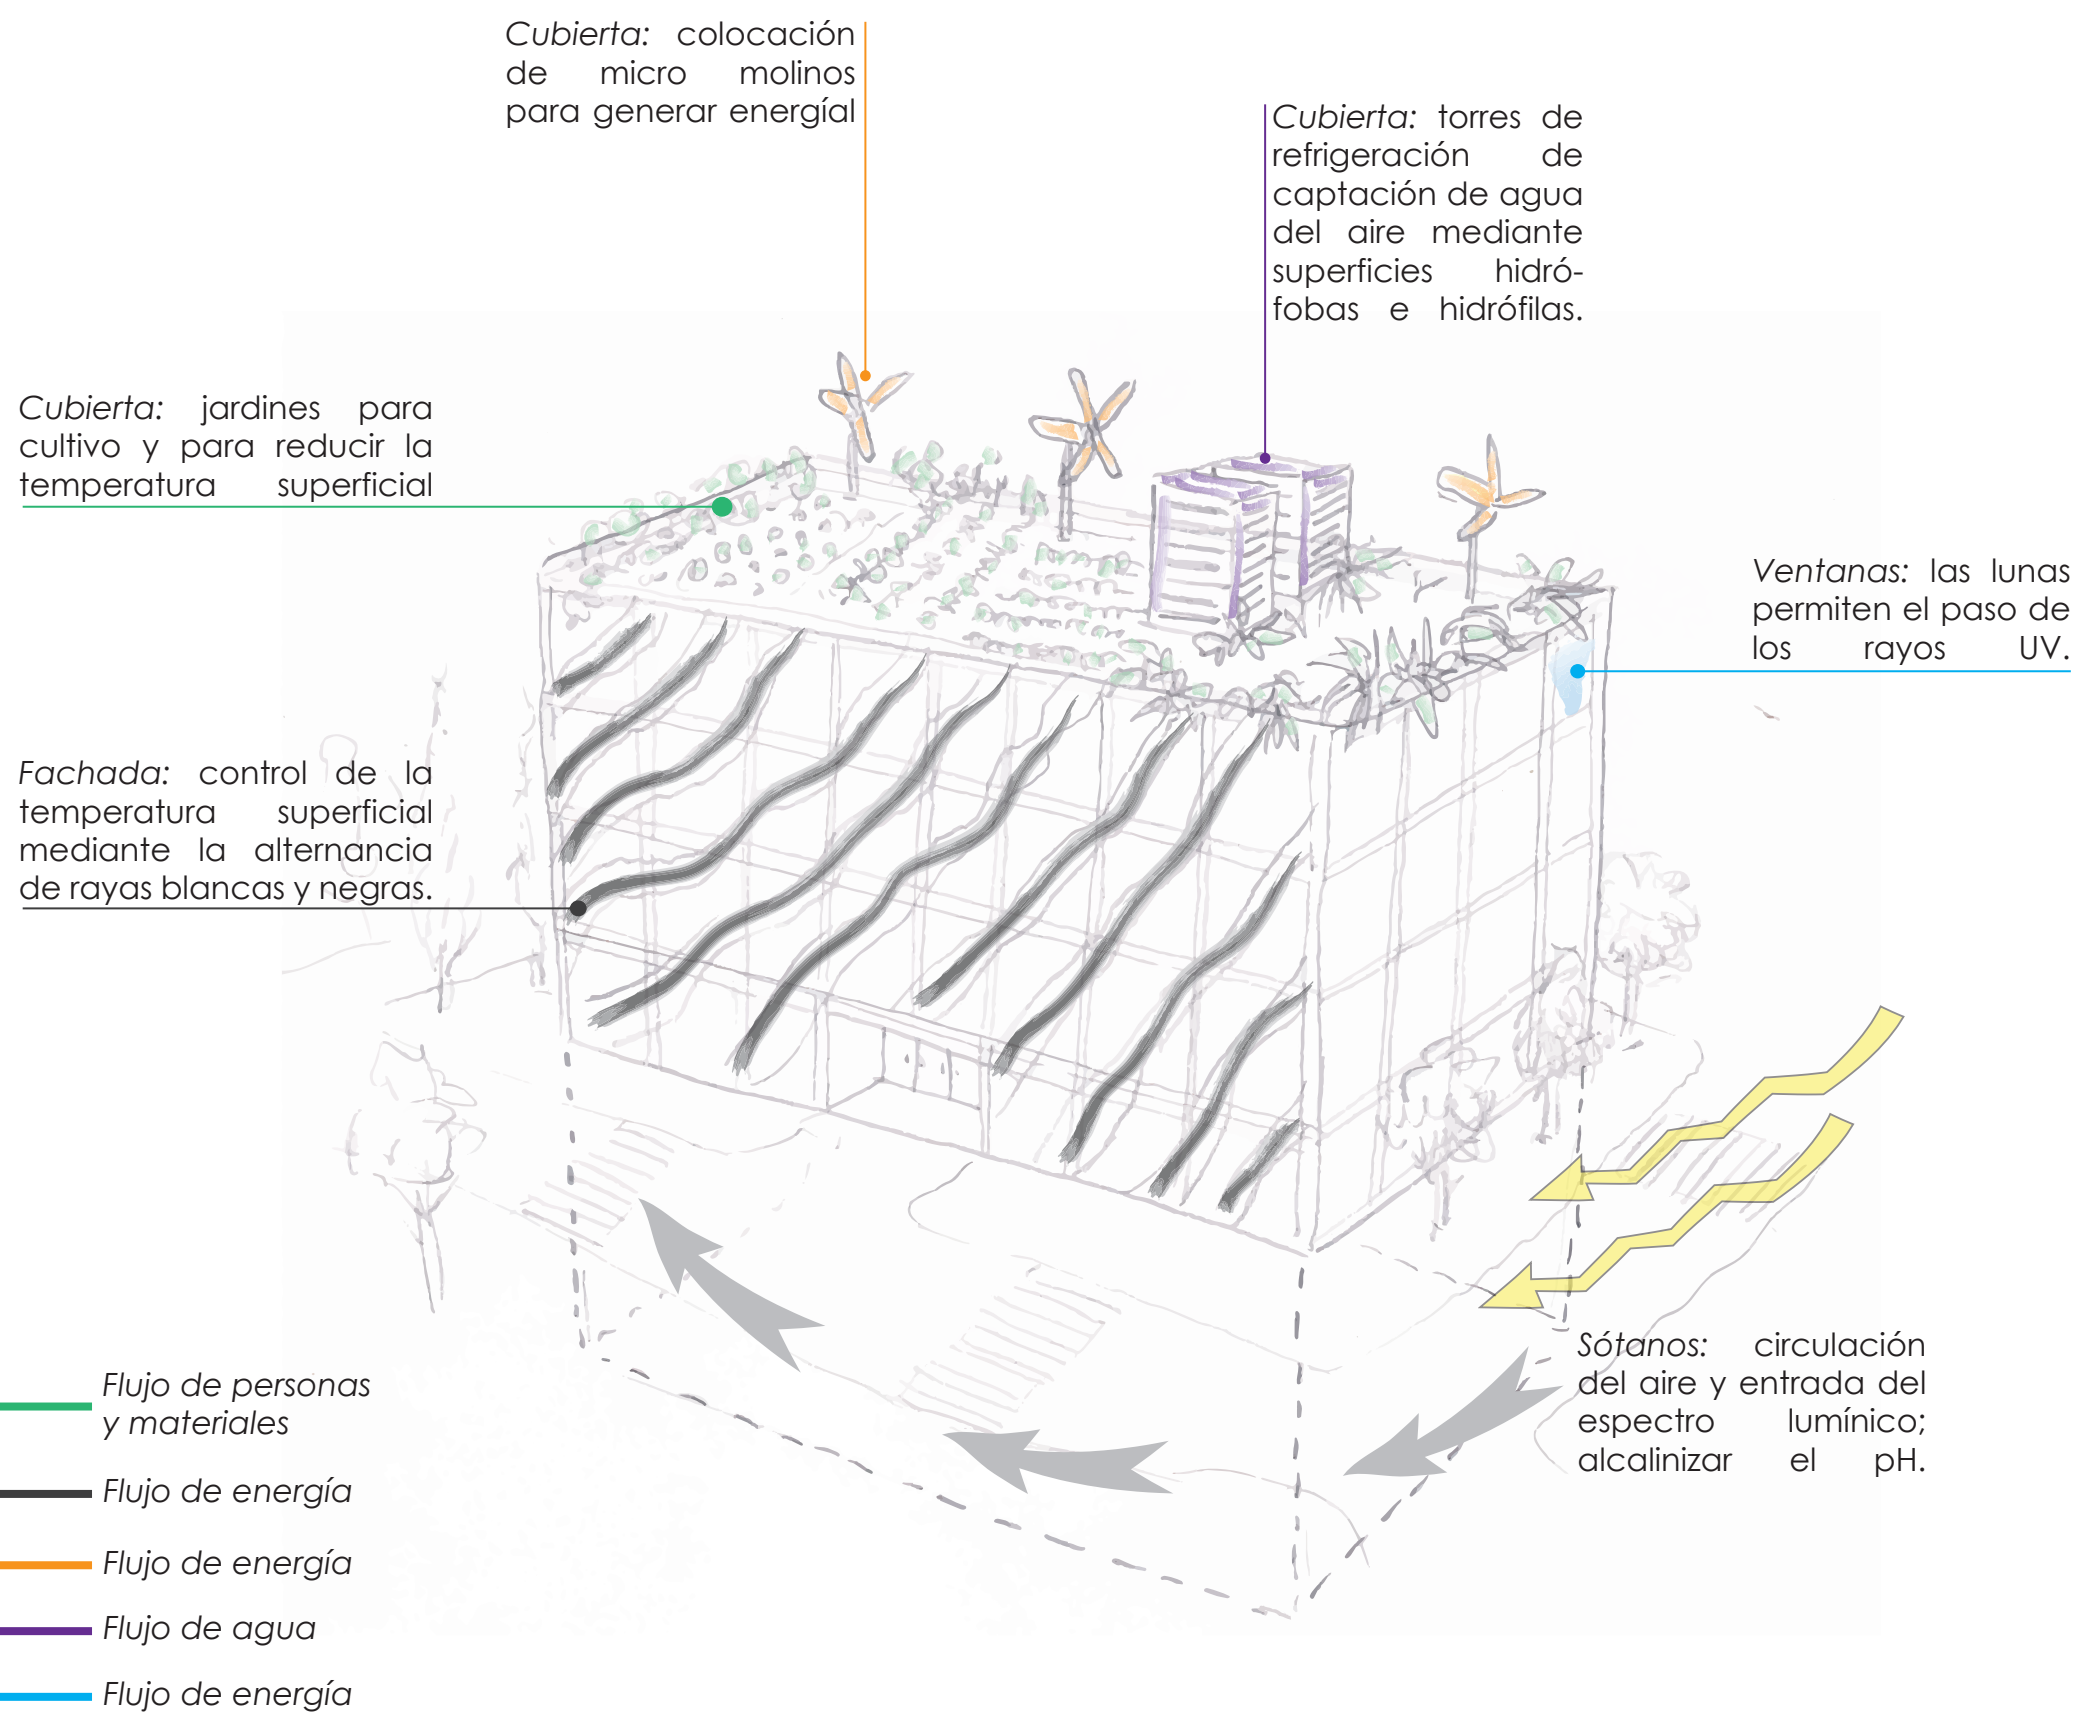 Cubierta: colocación
de micro molinos
para generar energíal
Cubierta: torres de
refrigeración de
captación de agua
del aire mediante
superficies hidró-
fobas e hidrófilas.
Cubierta: jardines para
cultivo y para reducir la
temperatura superficial
Ventanas: las lunas
permiten el paso de
los rayos UV.
Fachada: control de la
temperatura superficial
mediante la alternancia
de rayas blancas y negras.
Sótanos: circulación
del aire y entrada del
espectro lumínico;
alcalinizar el pH.
Flujo de personas
y materiales
Flujo de energía
Flujo de energía
Flujo de agua
Flujo de energía